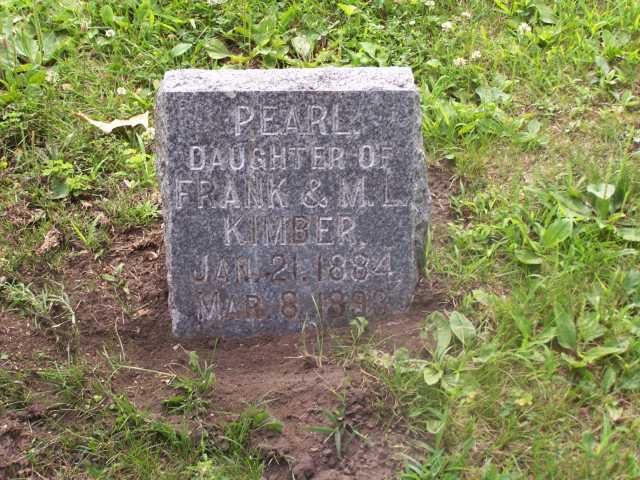 PEARL.
DAUGHTER OF
FRANK & M.L.
KIMBER.
JAN. 21. 1884
MAR. 8.